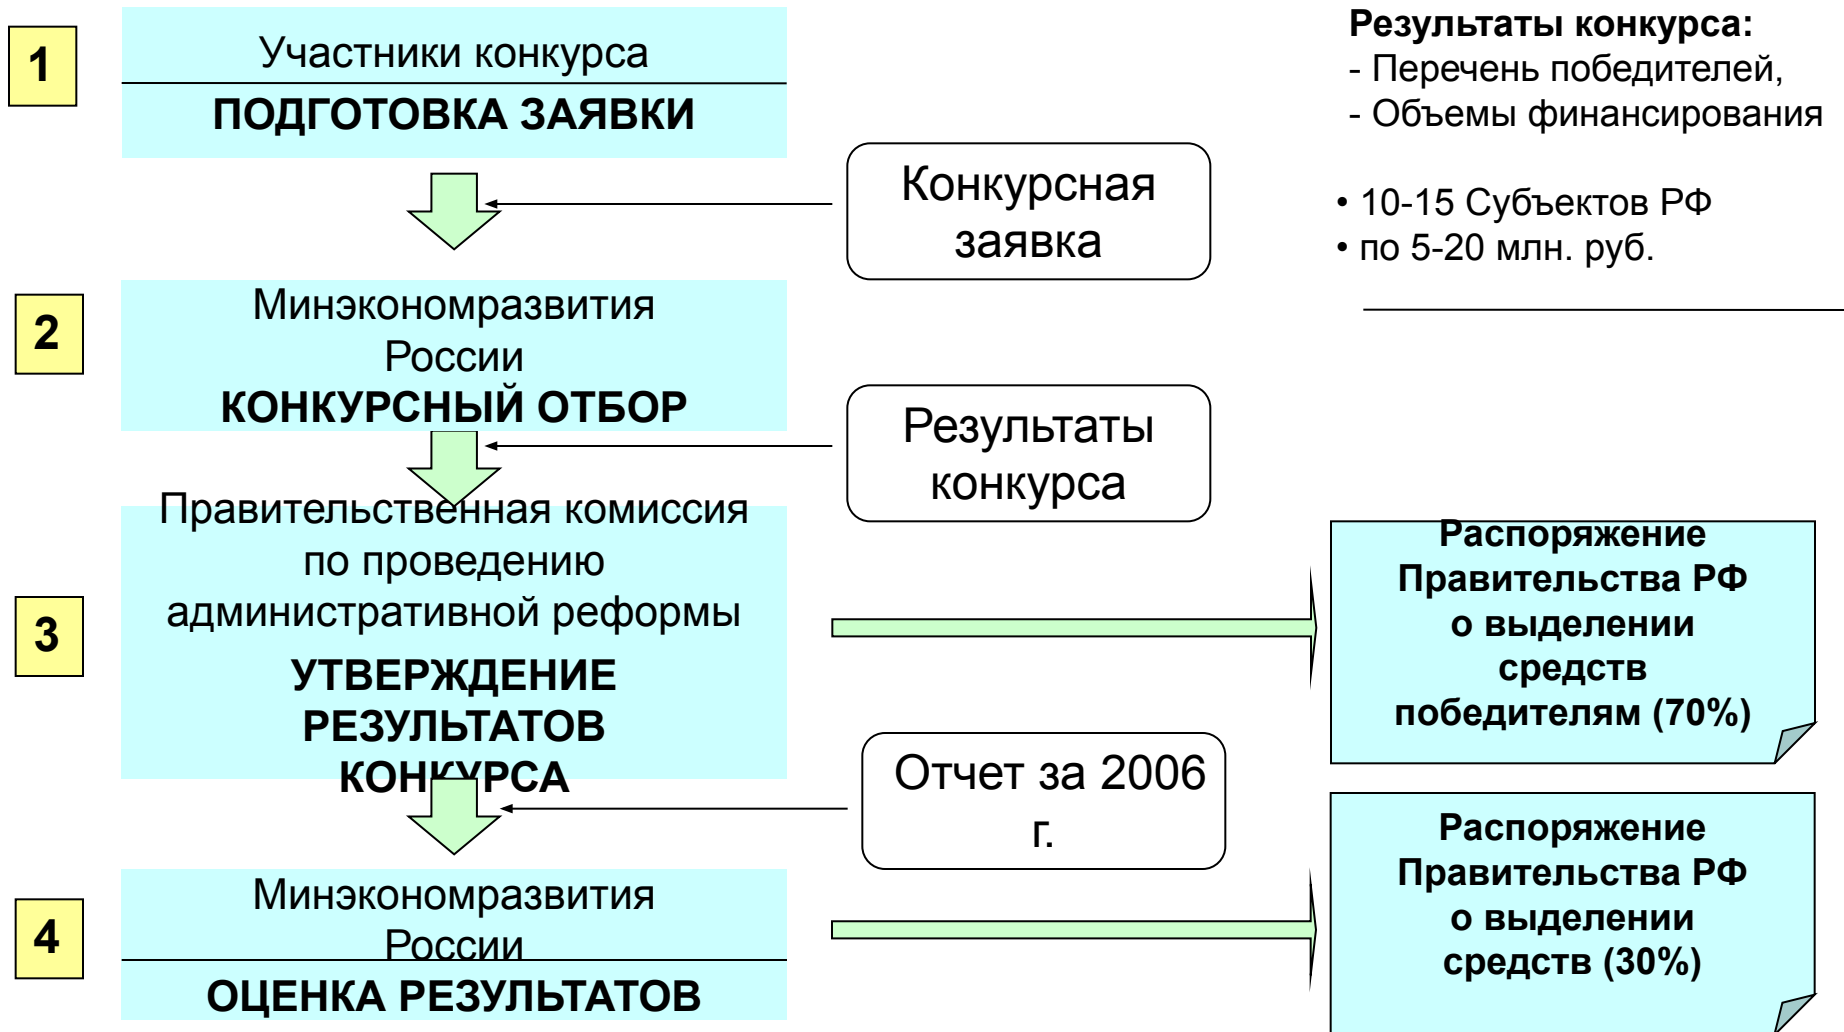 1
Участники конкурса
ПОДГОТОВКА ЗАЯВКИ
Результаты конкурса:
- Перечень победителей,
- Объемы финансирования
• 10-15 Субъектов РФ
• по 5-20 млн. руб.
Конкурсная
заявка
2
Минэкономразвития
России
КОНКУРСНЫЙ ОТБОР
Результаты
конкурса
3
Правительственная комиссия
по проведению
административной реформы
УТВЕРЖДЕНИЕ
РЕЗУЛЬТАТОВ
КОНКУРСА
Распоряжение
Правительства РФ
о выделении
средств
победителям (70%)
Отчет за 2006
г.
4
Минэкономразвития
России
ОЦЕНКА РЕЗУЛЬТАТОВ
Распоряжение
Правительства РФ
о выделении
средств (30%)